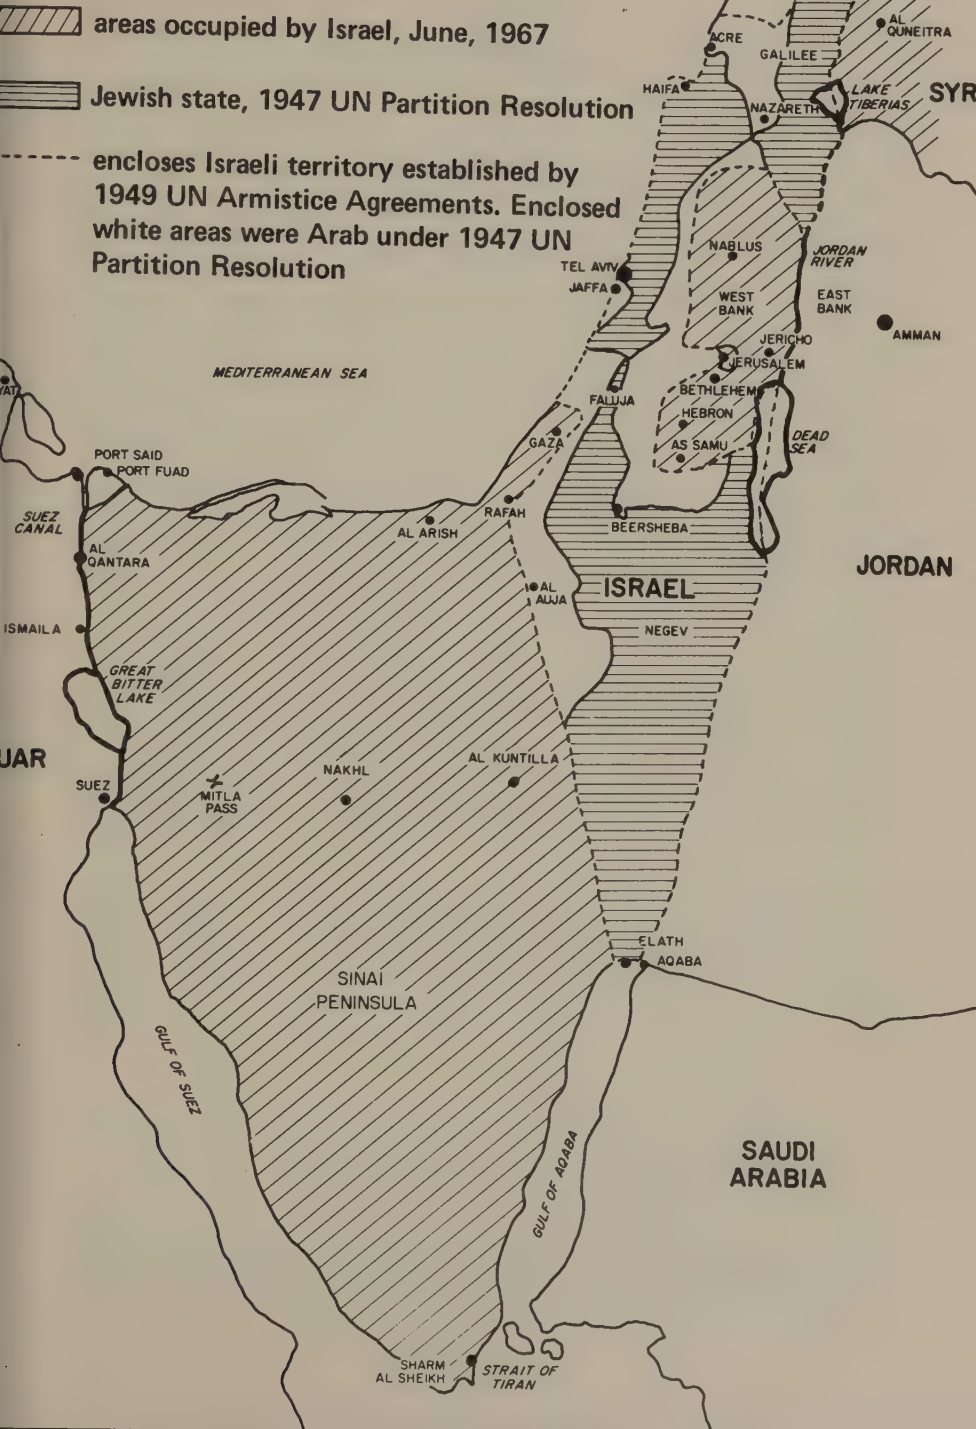 areas occupied by Israel, June, 1967
Jewish state, 1947 UN Partition Resolution
encloses Israeli territory established by
1949 UN Armistice Agreements. Enclosed
white areas were Arab under 1947 UN
Partition Resolution
ACRE
GALILEE
AL
QUNEITRA
HAIFA
NAZARETH
LAKE
TIBERIAS
SYR
NABLUS
JORDAN
RIVER
TEL AVIV
JAFFA
WEST
BANK
EAST
BANK
AMMAN
JERICHO
JERUSALEM
MEDITERRANEAN SEA
YAT
BETHLEHEM
FALUJA
HEBRON
GAZA
AS SAMU
DEAD
SEA
PORT SAID
PORT FUAD
SUEZ
CANAL
RAFAH
AL ARISH
BEERSHEBA
AL
QANTARA
JORDAN
AL
AUJA
ISRAEL
ISMAILA
NEGEV
GREAT
BITTER
LAKE
UAR
SUEZ
MITLA
PASS
NAKHL
AL KUNTILLA
ELATH
AQABA
SINAI
PENINSULA
GULF OF SUEZ
GULF OF AQABA
SAUDI
ARABIA
SHARM
AL SHEIKH
STRAIT OF
TIRAN